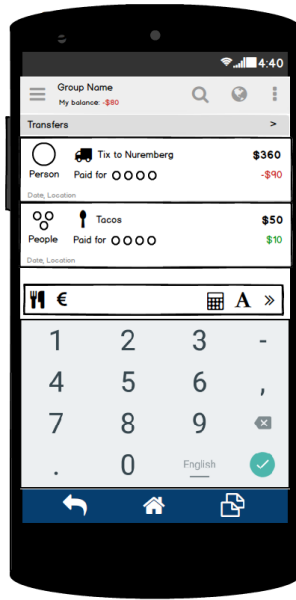 4:40
Group Name
My balance: -$80
Transfers >
Tix to Nuremberg $360
Person Paid for -$90
Date, Location
Tacos $50
People Paid for $10
Date, Location
€ A »
1 2 3 -
4 5 6 ,
7 8 9
. 0 English